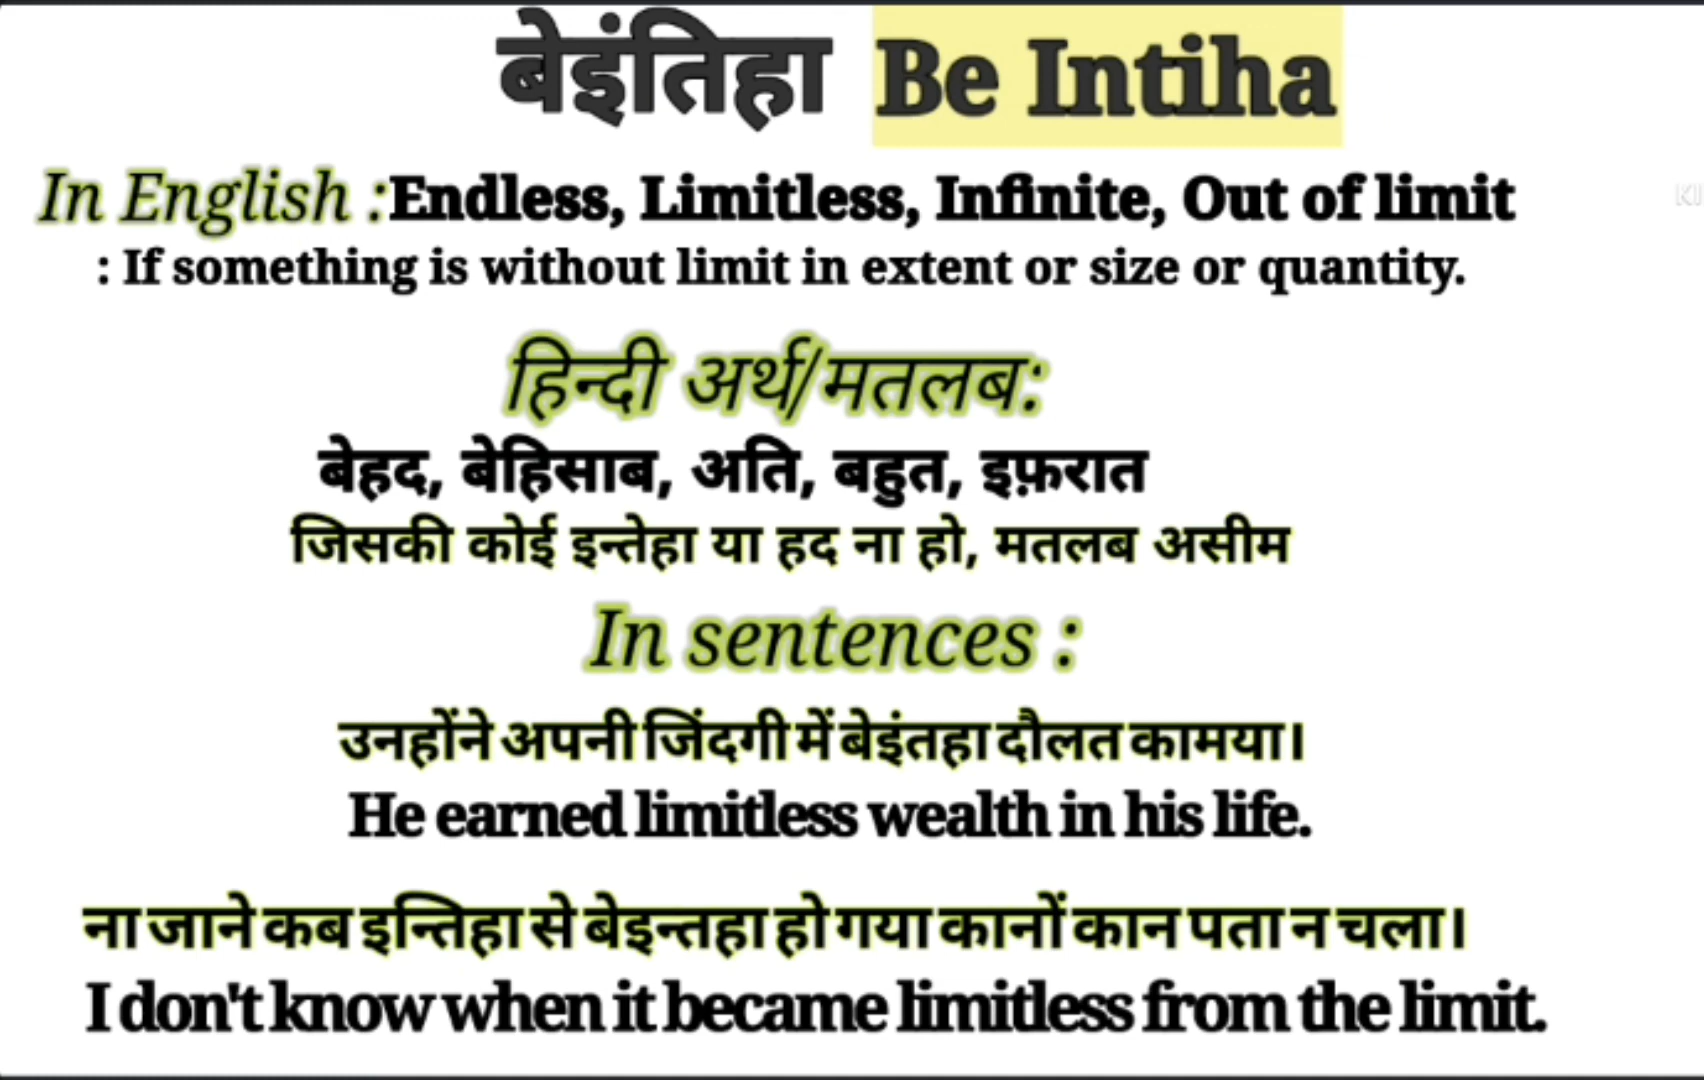 बेइंतिहा Be Intiha
In English :Endless, Limitless, Infinite, Out of limit
: If something is without limit in extent or size or quantity.
हिन्दी अर्थ/मतलब:
बेहद, बेहिसाब, अति, बहुत, इफ़रात
जिसकी कोई इन्तेहा या हद ना हो, मतलब असीम
In sentences :
उनहोंने अपनी जिंदगी में बेइंतहा दौलत कामया।
He earned limitless wealth in his life.
ना जाने कब इन्तिहा से बेइन्तहा हो गया कानों कान पता न चला।
I don't know when it became limitless from the limit.